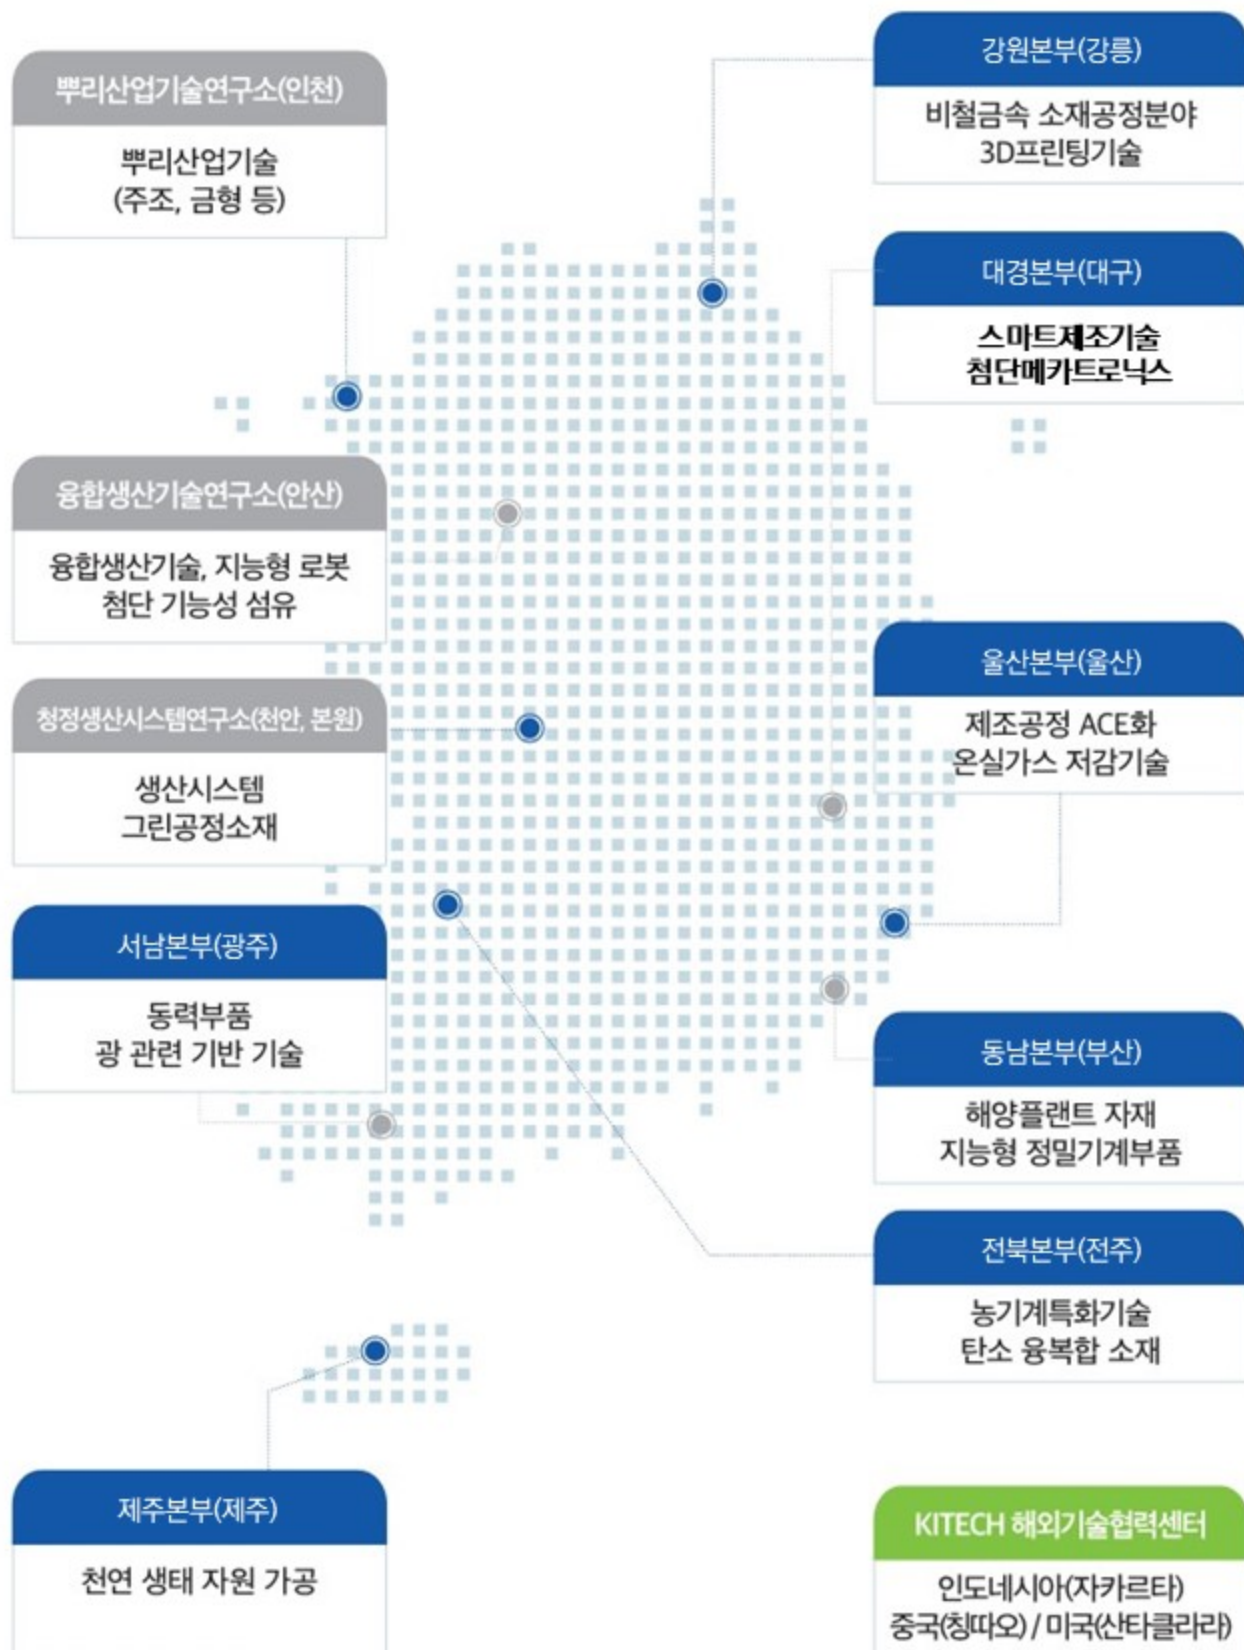 뿌리산업기술연구소(인천)
뿌리산업기술
(주조, 금형 등)
융합생산기술연구소(안산)
융합생산기술, 지능형 로봇
첨단 기능성 섬유
청정생산시스템연구소(천안, 본원)
생산시스템
그린공정소재
서남본부(광주)
동력부품
광 관련 기반 기술
제주본부(제주)
천연 생태 자원 가공
강원본부(강릉)
비철금속 소재공정분야
3D프린팅기술
대경본부(대구)
스마트제조기술
첨단메카트로닉스
울산본부(울산)
제조공정 ACE화
온실가스 저감기술
동남본부(부산)
해양플랜트 자재
지능형 정밀기계부품
전북본부(전주)
농기계특화기술
탄소 융복합 소재
KITECH 해외기술협력센터
인도네시아(자카르타)
중국(칭따오) / 미국(산타클라라)